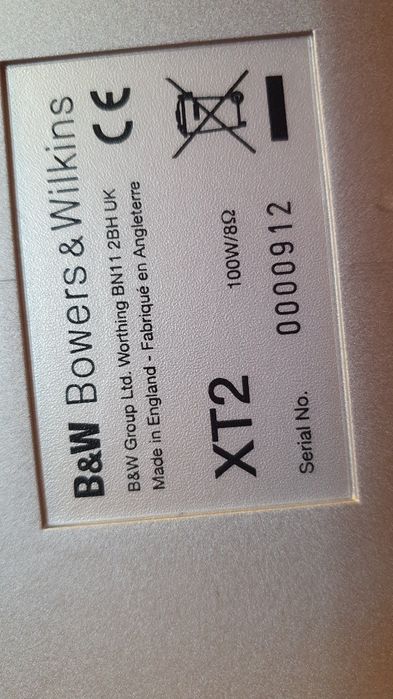 B&W Bowers & Wilkins
B&W Group Ltd. Worthing BN11 2BH UK
Made in England - Fabriqué en Angleterre
CE
XT2
100W/8Ω
Serial No.
0000912